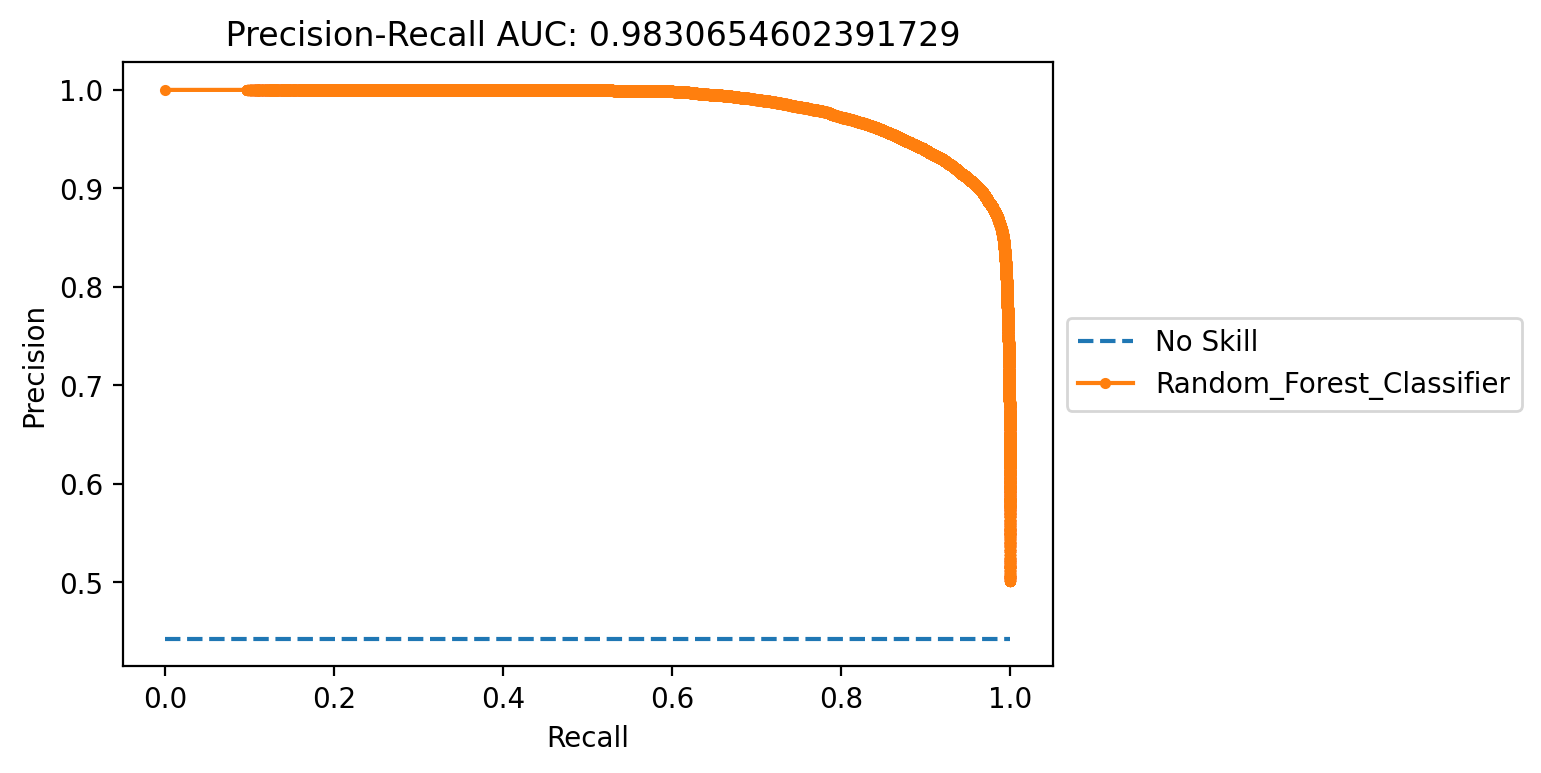 Precision-Recall AUC: 0.9830654602391729
1.0
0.9
0.8
0.7
0.6
0.5
Precision
0.0 0.2 0.4 0.6 0.8 1.0
Recall
No Skill
Random_Forest_Classifier